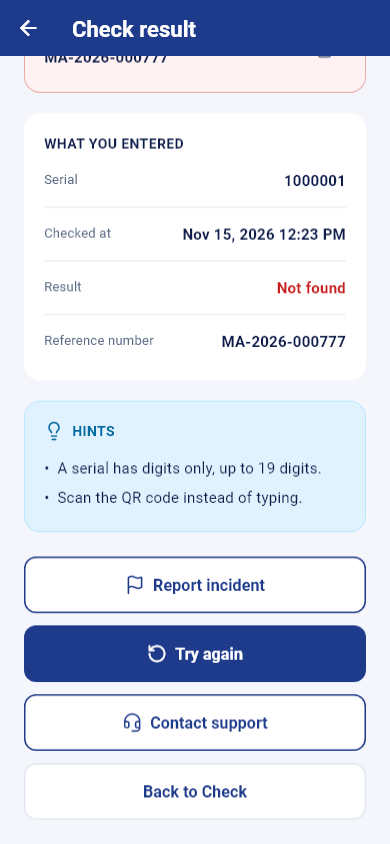 Check result
MA-2026-000777
WHAT YOU ENTERED
Serial 1000001
Checked at Nov 15, 2026 12:23 PM
Result Not found
Reference number MA-2026-000777
HINTS
• A serial has digits only, up to 19 digits.
• Scan the QR code instead of typing.
Report incident
Try again
Contact support
Back to Check